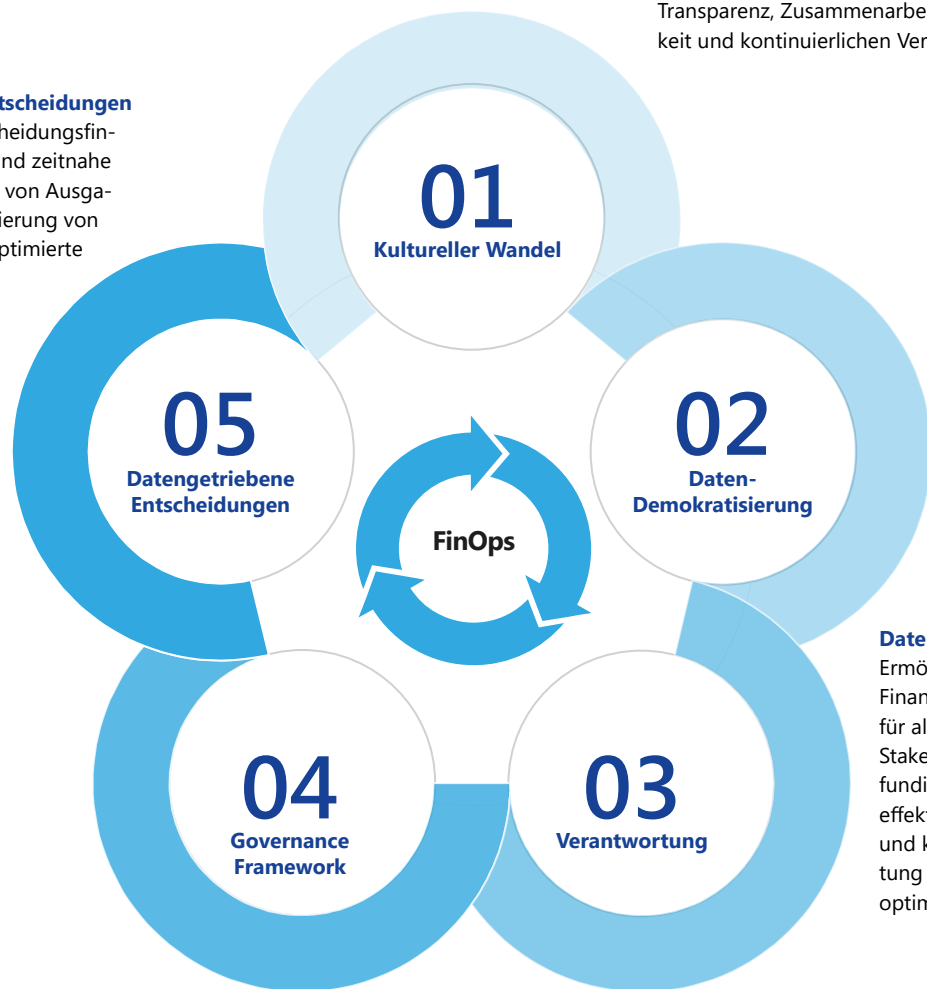 Transparenz, Zusammenarbe
keit und kontinuierlichen Ver
tscheidungen
heidungsfin-
nd zeitnahe
von Ausga-
ierung von
ptimierte
01
Kultureller Wandel
05
Datengetriebene
Entscheidungen
02
Daten-
Demokratisierung
FinOps
04
Governance
Framework
03
Verantwortung
Date
Ermö
Finan
für al
Stake
fundi
effekt
und k
tung
optim